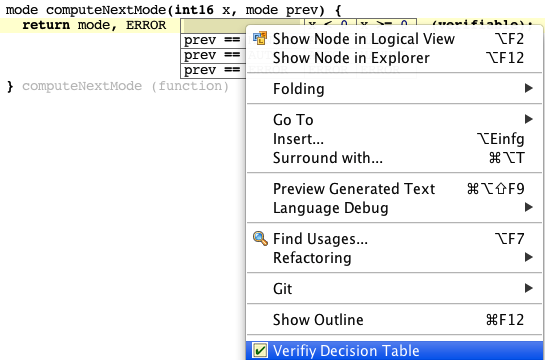 mode computeNextMode(int16 x, mode prev) {
return mode, ERROR x < 0 x >= 0 (verifiable);
prev ==
prev ==
prev ==
} computeNextMode (function)
Show Node in Logical View ⌥F2
Show Node in Explorer ⌥F12
Folding
Go To
Insert... ⌥Einfg
Surround with... ⌘⌥T
Preview Generated Text ⌘⌥⇧F9
Language Debug
Find Usages... ⌥F7
Refactoring
Git
Show Outline ⌘F12
Verifiy Decision Table